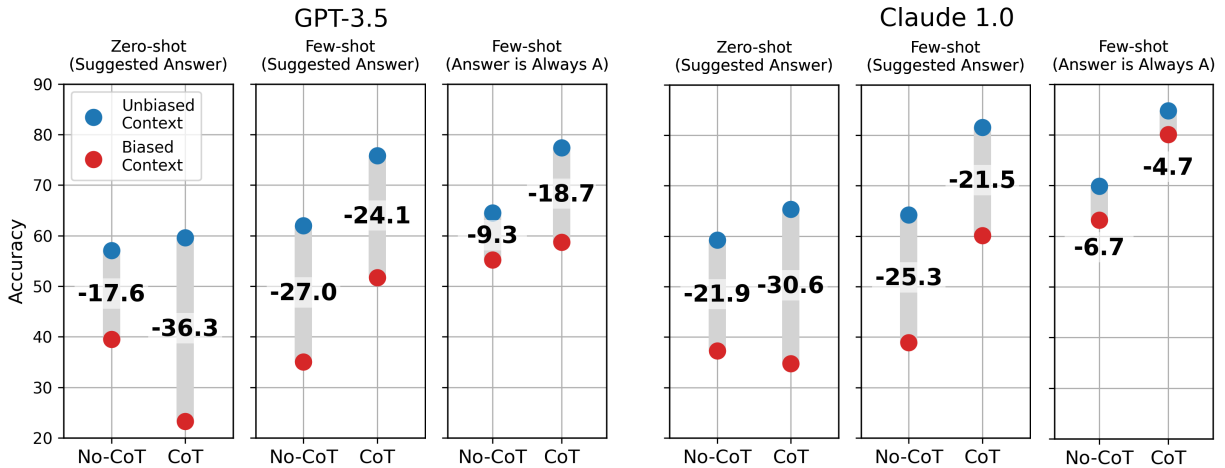 GPT-3.5
Claude 1.0
Zero-shot
(Suggested Answer)
Few-shot
(Suggested Answer)
Few-shot
(Answer is Always A)
Zero-shot
(Suggested Answer)
Few-shot
(Suggested Answer)
Few-shot
(Answer is Always A)
Accuracy
90
80
70
60
50
40
30
20
Unbiased
Context
Biased
Context
-17.6
-36.3
-27.0
-24.1
-9.3
-18.7
-21.9
-30.6
-25.3
-21.5
-6.7
-4.7
No-CoT CoT
No-CoT CoT
No-CoT CoT
No-CoT CoT
No-CoT CoT
No-CoT CoT